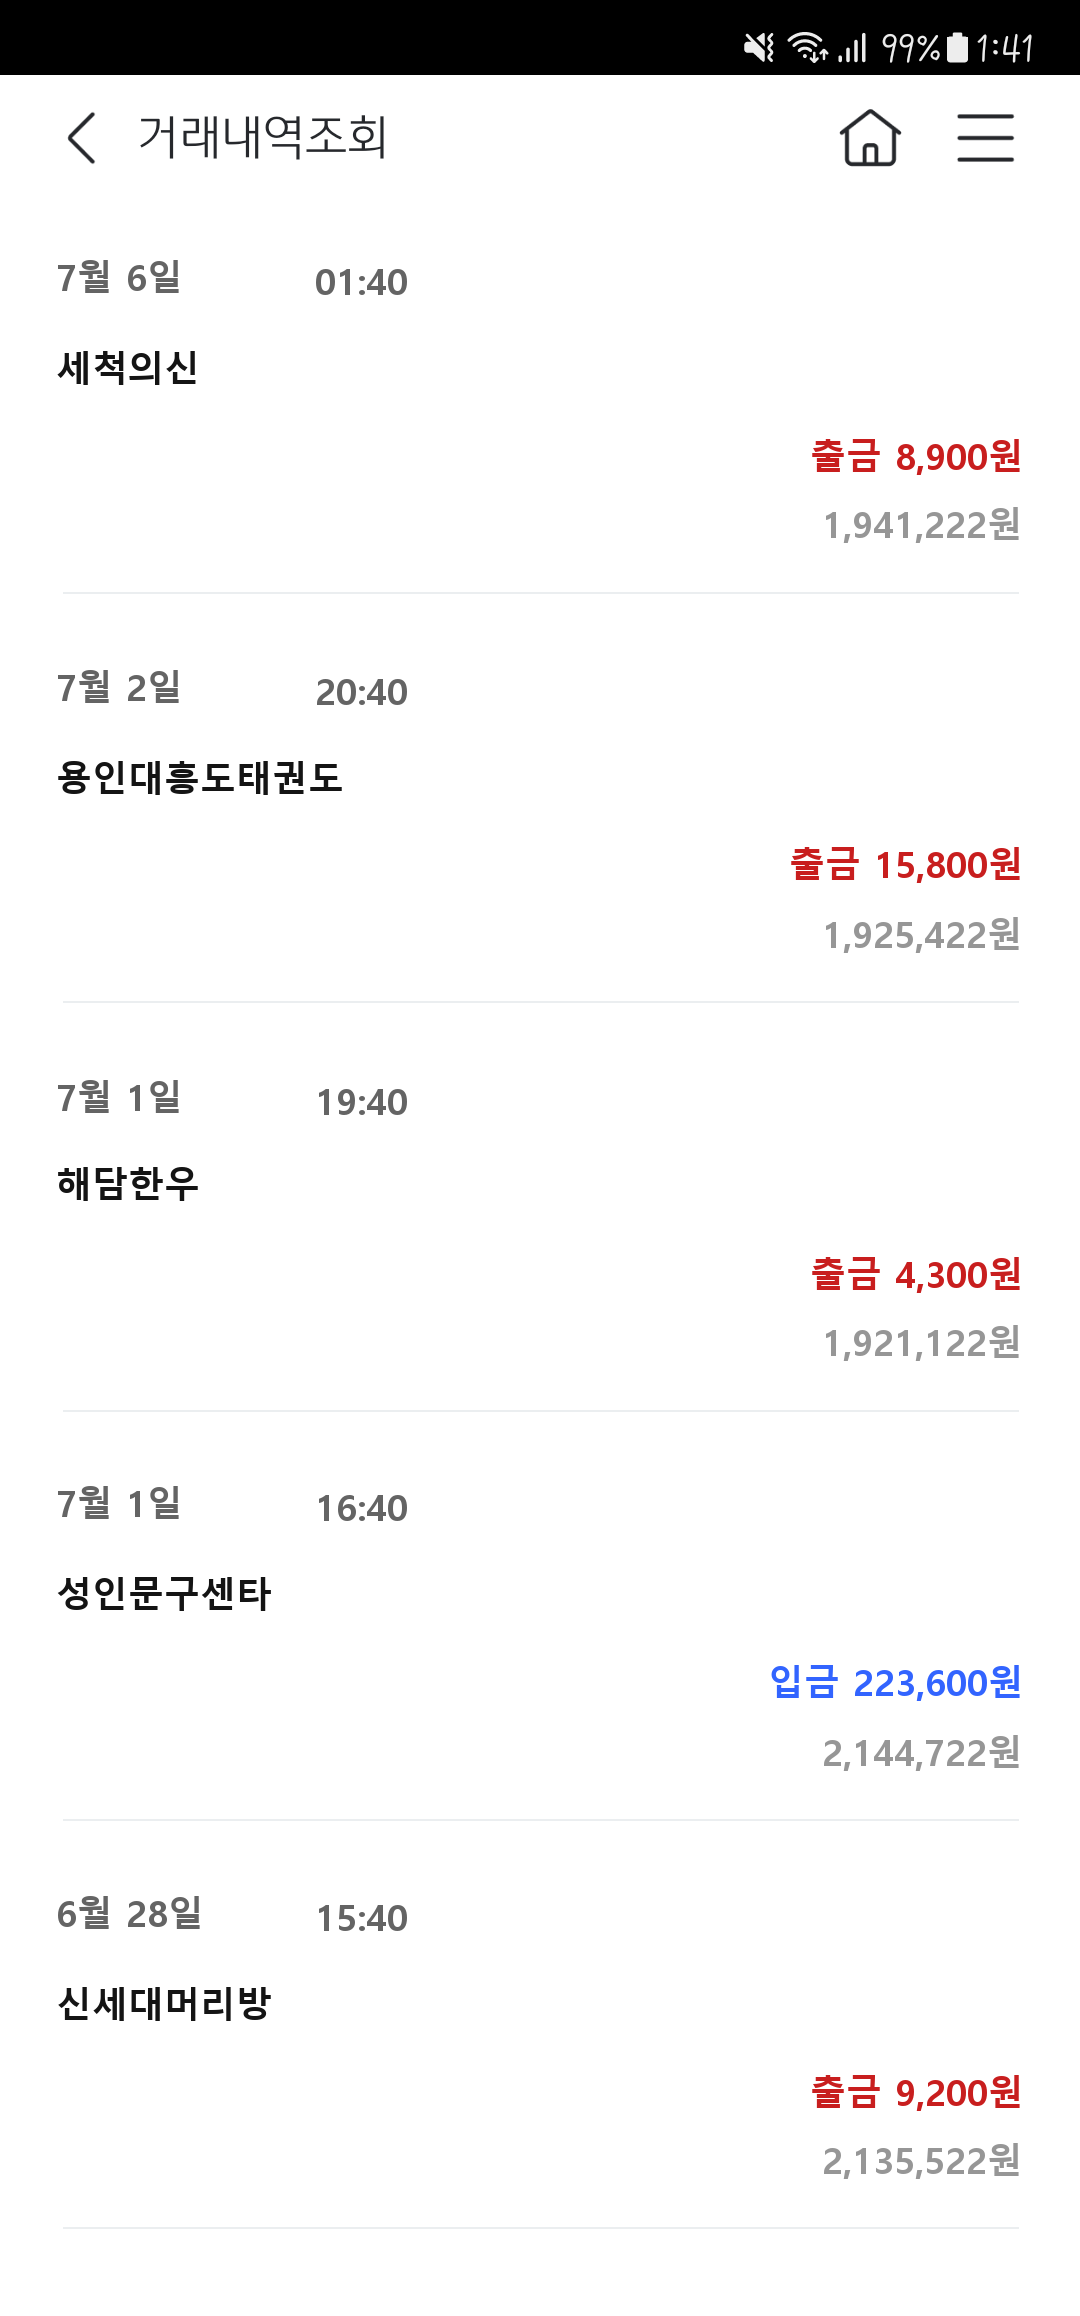 99% 1:41
거래내역조회
7월 6일 01:40
세척의신
출금 8,900원
1,941,222원
7월 2일 20:40
용인대흥도태권도
출금 15,800원
1,925,422원
7월 1일 19:40
해담한우
출금 4,300원
1,921,122원
7월 1일 16:40
성인문구센타
입금 223,600원
2,144,722원
6월 28일 15:40
신세대머리방
출금 9,200원
2,135,522원